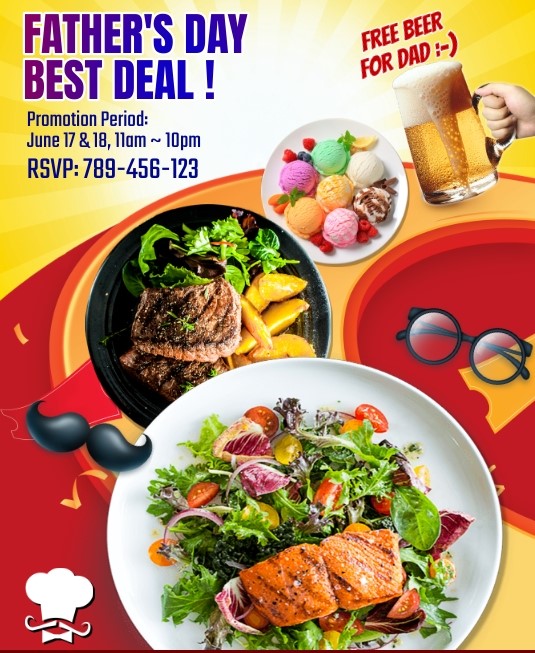 FATHER'S DAY
BEST DEAL !
Promotion Period:
June 17 & 18, 11am ~ 10pm
RSVP: 789-456-123
FREE BEER
FOR DAD :-)